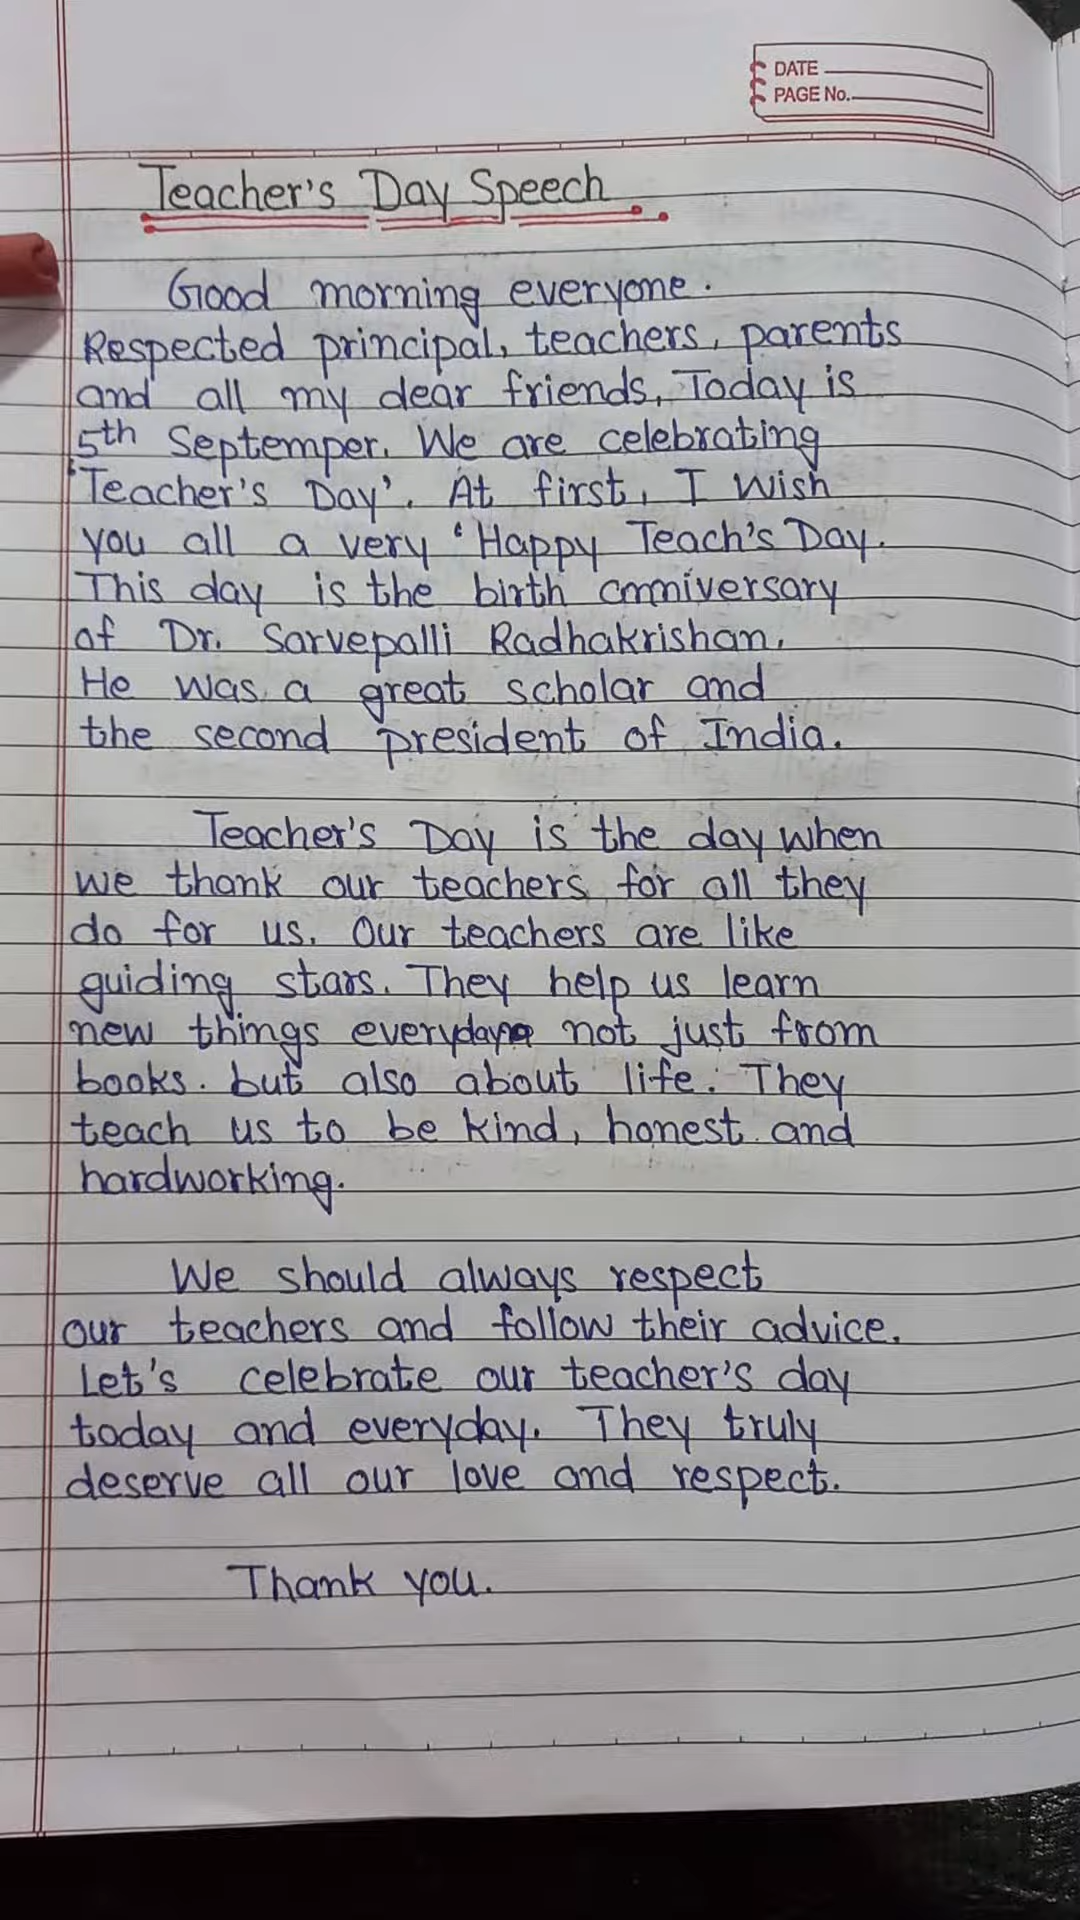 DATE
PAGE No.
Teacher's Day Speech
Good morning everyone.
Respected principal, teachers, parents
and all my dear friends, Today is
5th Septemper. We are celebrating
'Teacher's Day'. At first, I wish
you all a very 'Happy Teach's Day.
This day is the birth anniversary
of Dr. Sarvepalli Radhakrishan.
He was a great scholar and
the second president of India.
Teacher's Day is the day when
we thank our teachers for all they
do for us. Our teachers are like
guiding stars. They help us learn
new things everyday not just from
books. but also about life. They
teach us to be kind, honest and
hardworking.
We should always respect
our teachers and follow their advice.
Let's celebrate our teacher's day
today and everyday. They truly
deserve all our love and respect.
Thank you.